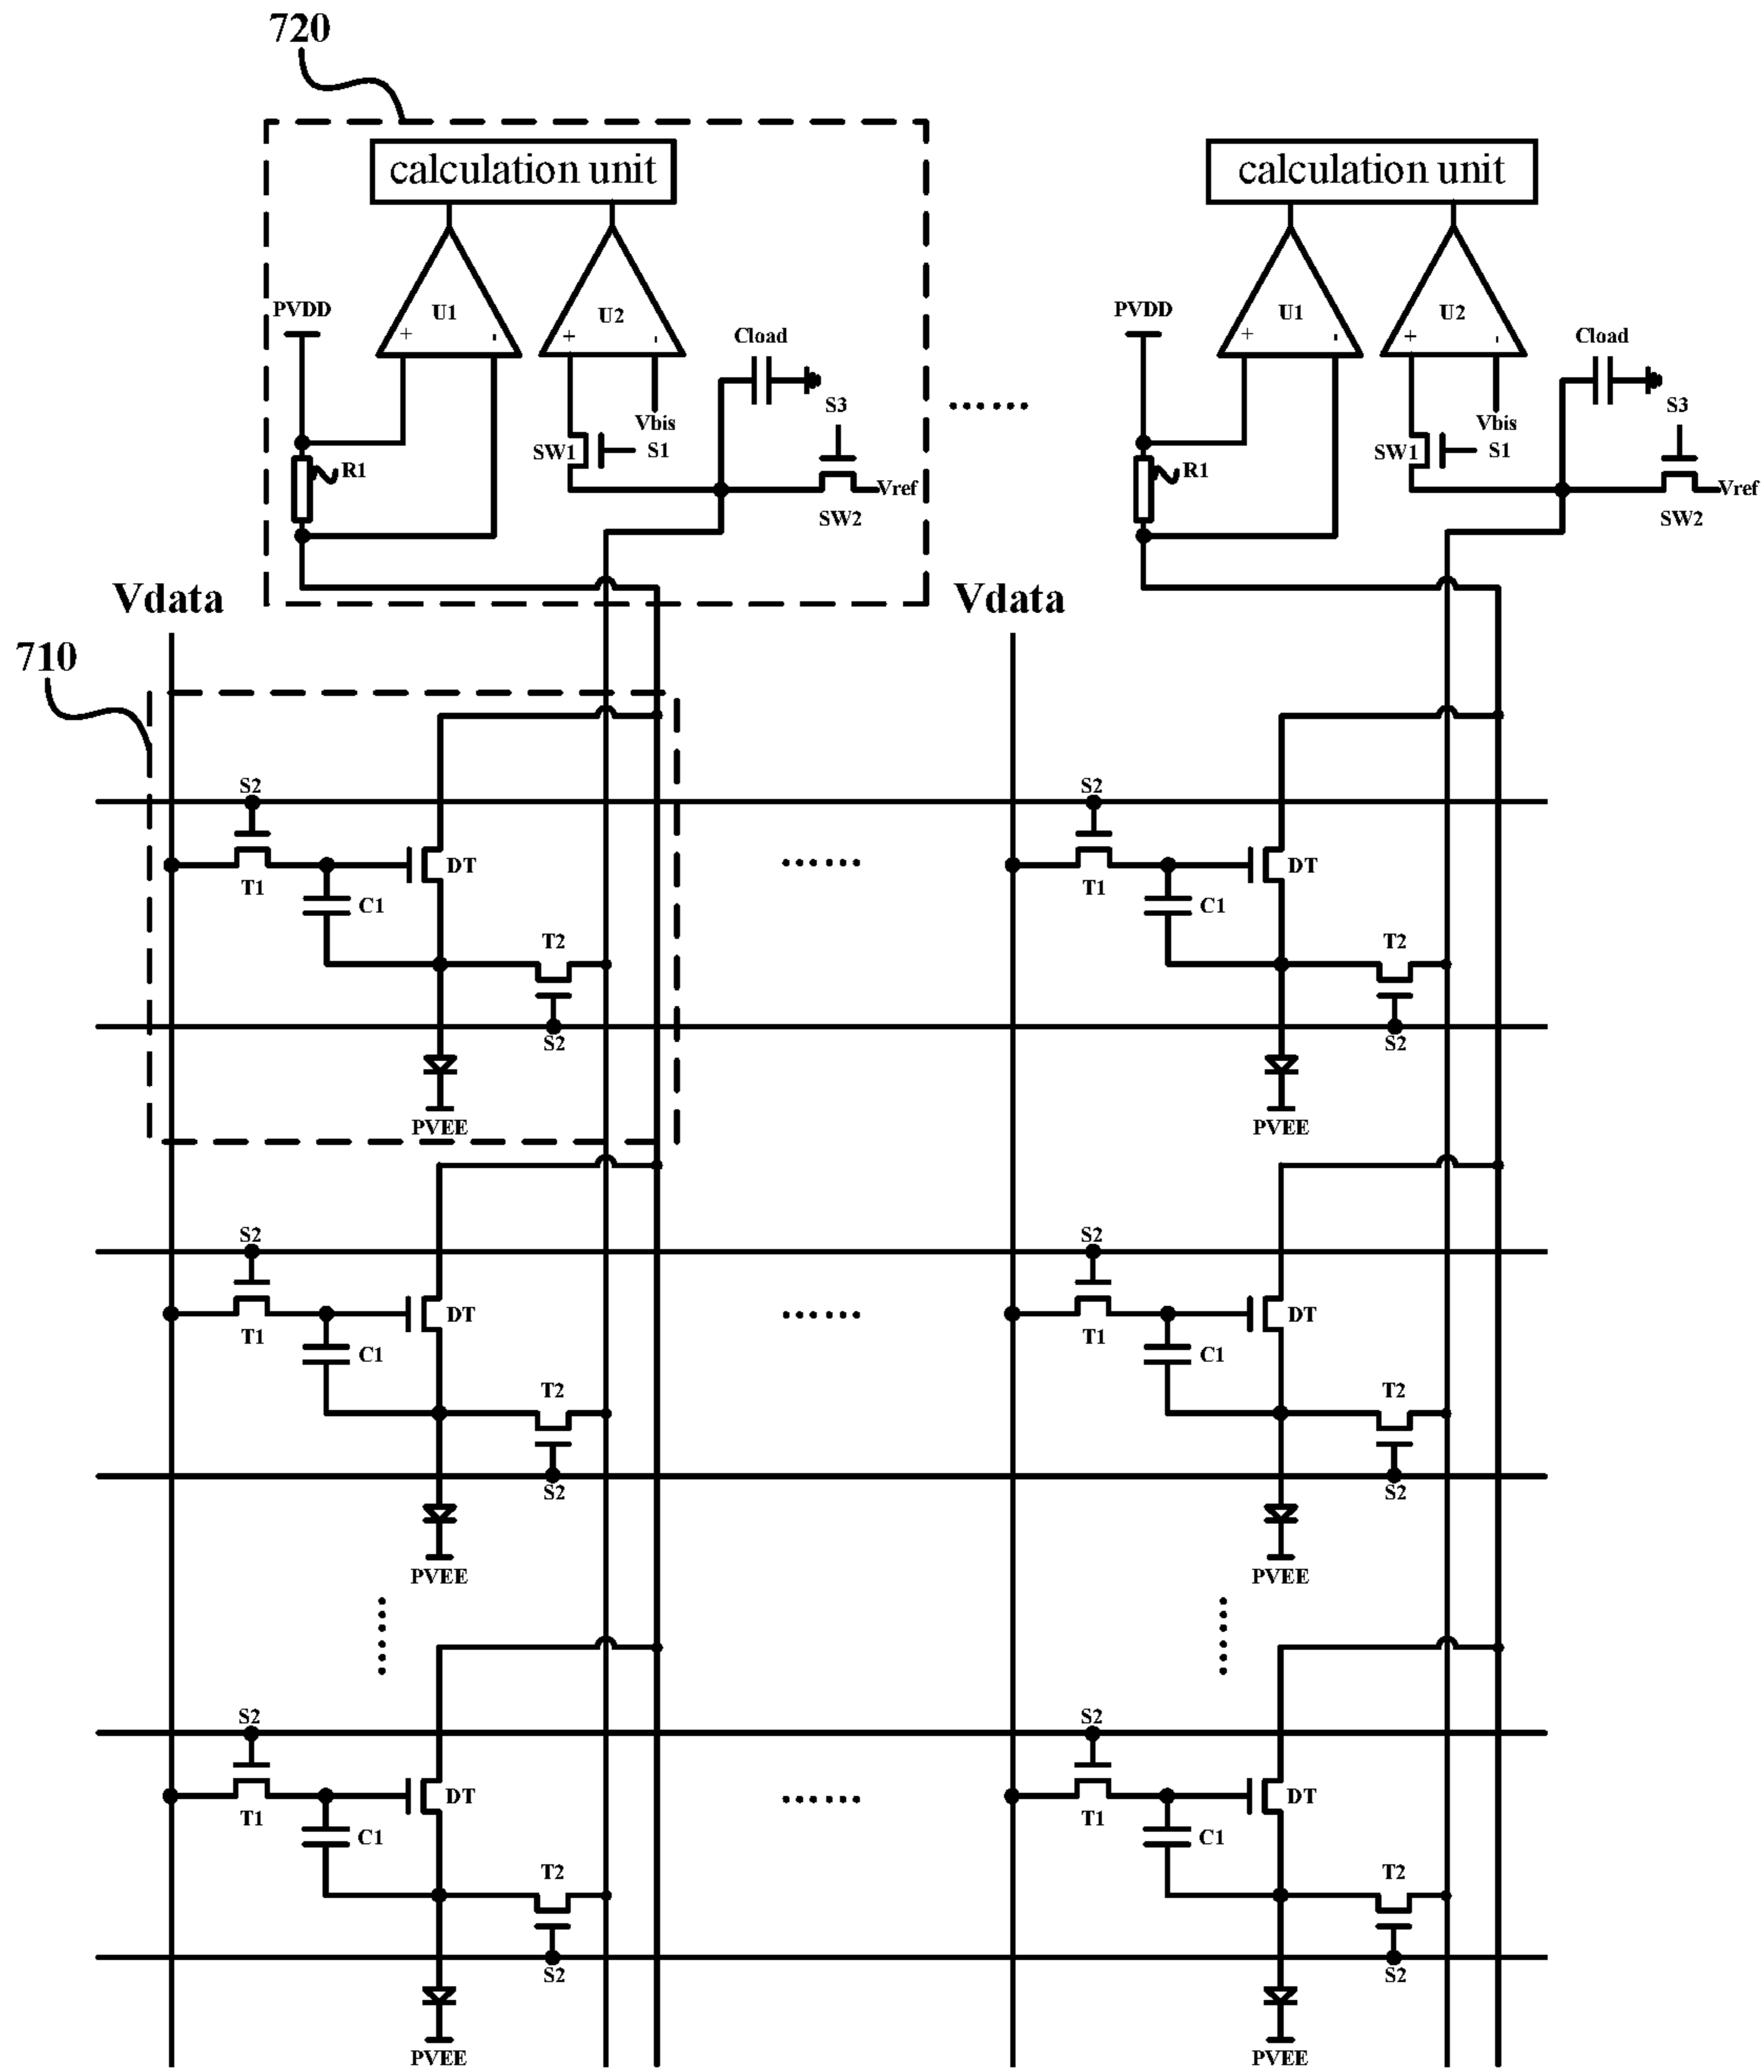 720
calculation unit calculation unit
U1 U2 U1 U2
PVDD PVDD
+ - + - + - + -
Cload Cload
S3 S3
Vbis Vbis
SW1 S1 SW1 S1
R1 R1
Vref Vref
SW2 SW2
Vdata Vdata
710
S2 S2
DT DT
T1 T1
C1 C1
T2 T2
S2 S2
PVEE PVEE
S2 S2
DT DT
T1 T1
C1 C1
T2 T2
S2 S2
PVEE PVEE
S2 S2
DT DT
T1 T1
C1 C1
T2 T2
S2 S2
PVEE PVEE